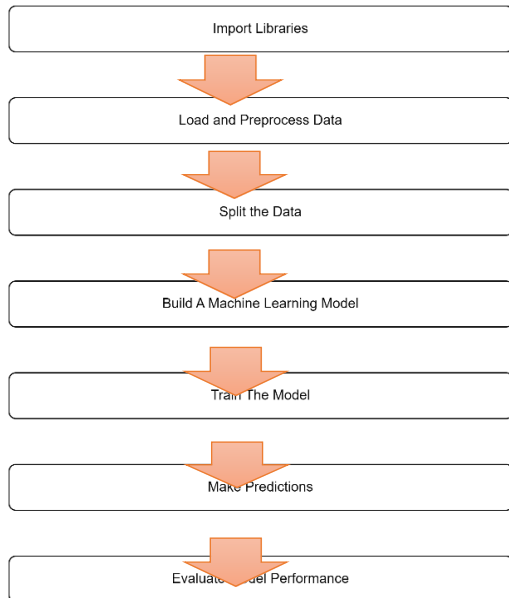 Import Libraries
Load and Preprocess Data
Split the Data
Build A Machine Learning Model
Train The Model
Make Predictions
Evaluate Model Performance